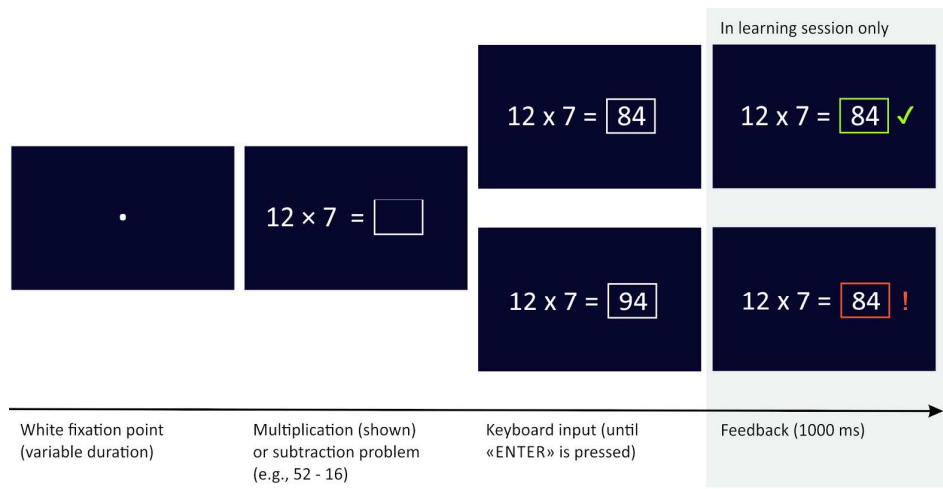 In learning session only
12 x 7 = 84
12 x 7 = 84 ✓
12 × 7 =
12 x 7 = 94
12 x 7 = 84 !
White fixation point
(variable duration)
Multiplication (shown)
or subtraction problem
(e.g., 52 - 16)
Keyboard input (until
«ENTER» is pressed)
Feedback (1000 ms)